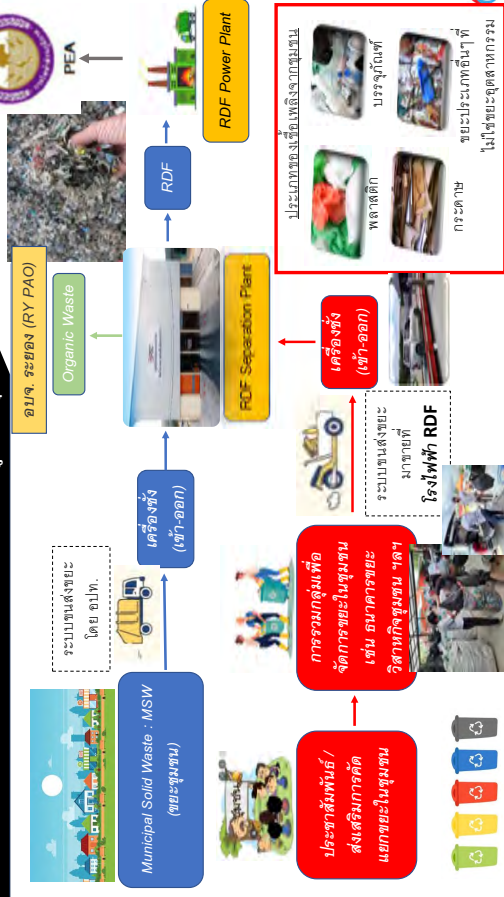 ระบบขนส่งขยะ
โดย อปท.
Municipal Solid Waste : MSW
(ขยะชุมชน)
เครื่องชั่ง
(เข้า-ออก)
อบจ. ระยอง (RY PAO)
Organic Waste
RDF Separation Plant
RDF
RDF Power Plant
PEA
ชุมชน
ประชาสัมพันธ์ /
ส่งเสริมการคัด
แยกขยะในชุมชน
การรวมกลุ่มเพื่อ
จัดการขยะในชุมชน
เช่น ธนาคารขยะ
วิสาหกิจชุมชน ฯลฯ
ระบบขนส่งขยะ
มาขายที่
โรงไฟฟ้า RDF
เครื่องชั่ง
(เข้า-ออก)
ประเภทของเชื้อเพลิงจากชุมชน
พลาสติก
บรรจุภัณฑ์
กระดาษ
ขยะประเภทอื่นๆที่
ไม่ใช่ขยะอุตสาหกรรม